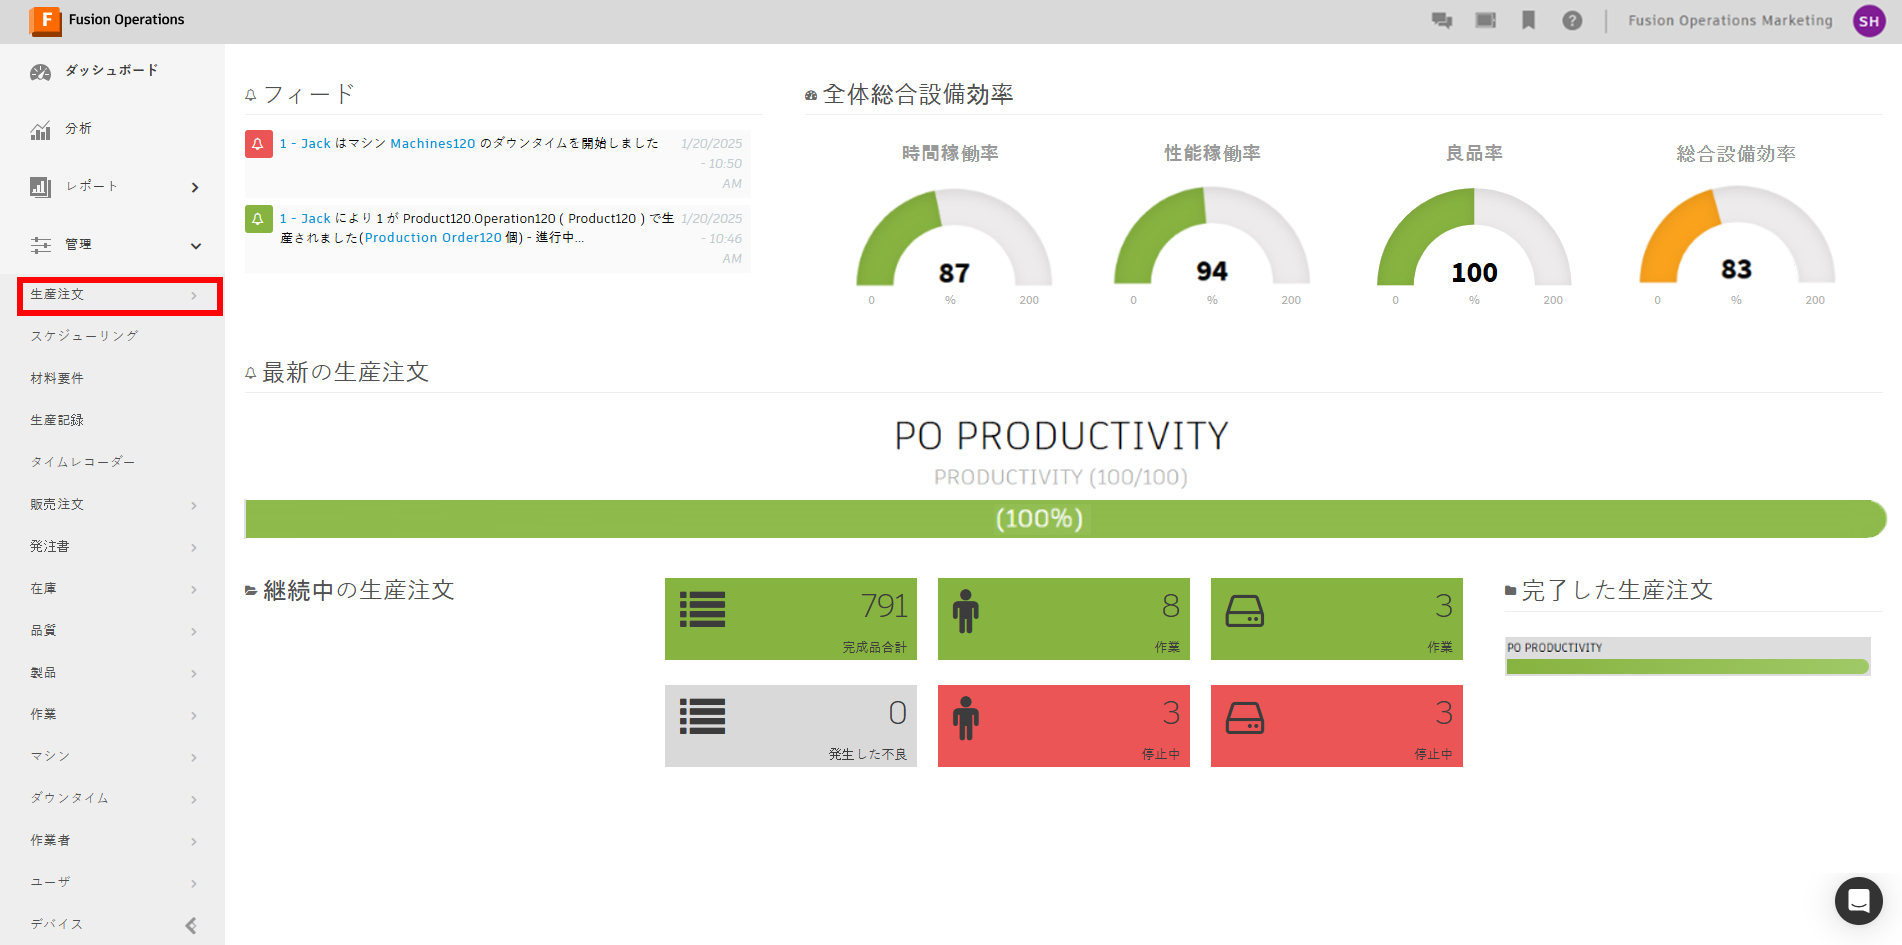 F Fusion Operations
Fusion Operations Marketing
SH
ダッシュボード
分析
レポート
管理
生産注文
スケジューリング
材料要件
生産記録
タイムレコーダー
販売注文
発注書
在庫
品質
製品
作業
マシン
ダウンタイム
作業者
ユーザ
デバイス
フィード
1 - Jack はマシン Machines120 のダウンタイムを開始しました
1/20/2025
- 10:50
AM
1 - Jack により 1 が Product120.Operation120 ( Product120 ) で生
産されました(Production Order120 個) - 進行中...
1/20/2025
- 10:46
AM
全体総合設備効率
時間稼働率
87
0 % 200
性能稼働率
94
0 % 200
良品率
100
0 % 200
総合設備効率
83
0 % 200
最新の生産注文
PO PRODUCTIVITY
PRODUCTIVITY (100/100)
(100%)
継続中の生産注文
791
完成品合計
8
作業
3
作業
0
発生した不良
3
停止中
3
停止中
完了した生産注文
PO PRODUCTIVITY